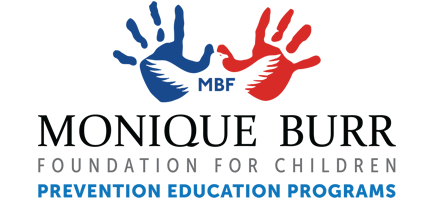 MBF
MONIQUE BURR
FOUNDATION FOR CHILDREN
PREVENTION EDUCATION PROGRAMS